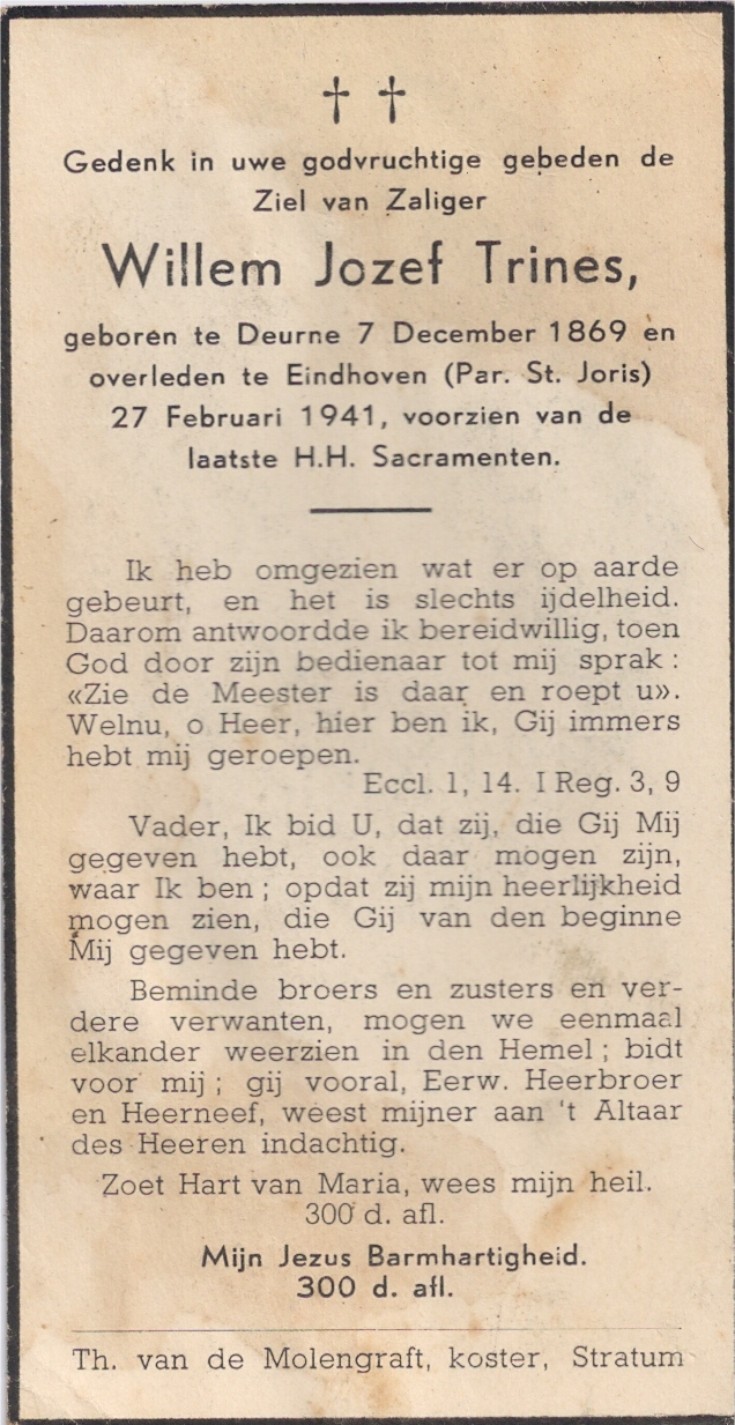 † †
Gedenk in uwe godvruchtige gebeden de
Ziel van Zaliger
Willem Jozef Trines,
geboren te Deurne 7 December 1869 en
overleden te Eindhoven (Par. St. Joris)
27 Februari 1941, voorzien van de
laatste H.H. Sacramenten.
Ik heb omgezien wat er op aarde
gebeurt, en het is slechts ijdelheid.
Daarom antwoordde ik bereidwillig, toen
God door zijn bedienaar tot mij sprak :
«Zie de Meester is daar en roept u».
Welnu, o Heer, hier ben ik, Gij immers
hebt mij geroepen.
Eccl. 1, 14. I Reg. 3, 9
Vader, Ik bid U, dat zij, die Gij Mij
gegeven hebt, ook daar mogen zijn,
waar Ik ben ; opdat zij mijn heerlijkheid
mogen zien, die Gij van den beginne
Mij gegeven hebt.
Beminde broers en zusters en ver-
dere verwanten, mogen we eenmaal
elkander weerzien in den Hemel ; bidt
voor mij ; gij vooral, Eerw. Heerbroer
en Heerneef, weest mijner aan 't Altaar
des Heeren indachtig.
Zoet Hart van Maria, wees mijn heil.
300 d. afl.
Mijn Jezus Barmhartigheid.
300 d. afl.
Th. van de Molengraft, koster, Stratum